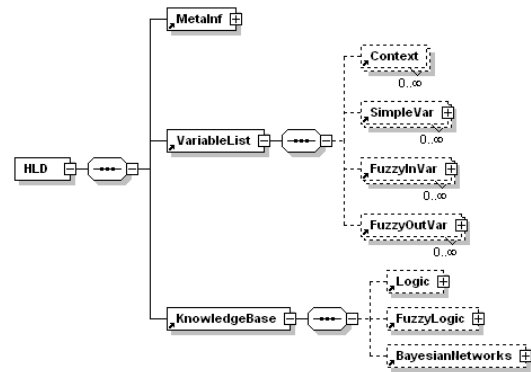 MetaInf
Context
0..∞
SimpleVar
0..∞
HLD
VariableList
FuzzyInVar
0..∞
FuzzyOutVar
0..∞
KnowledgeBase
Logic
FuzzyLogic
BayesianNetworks